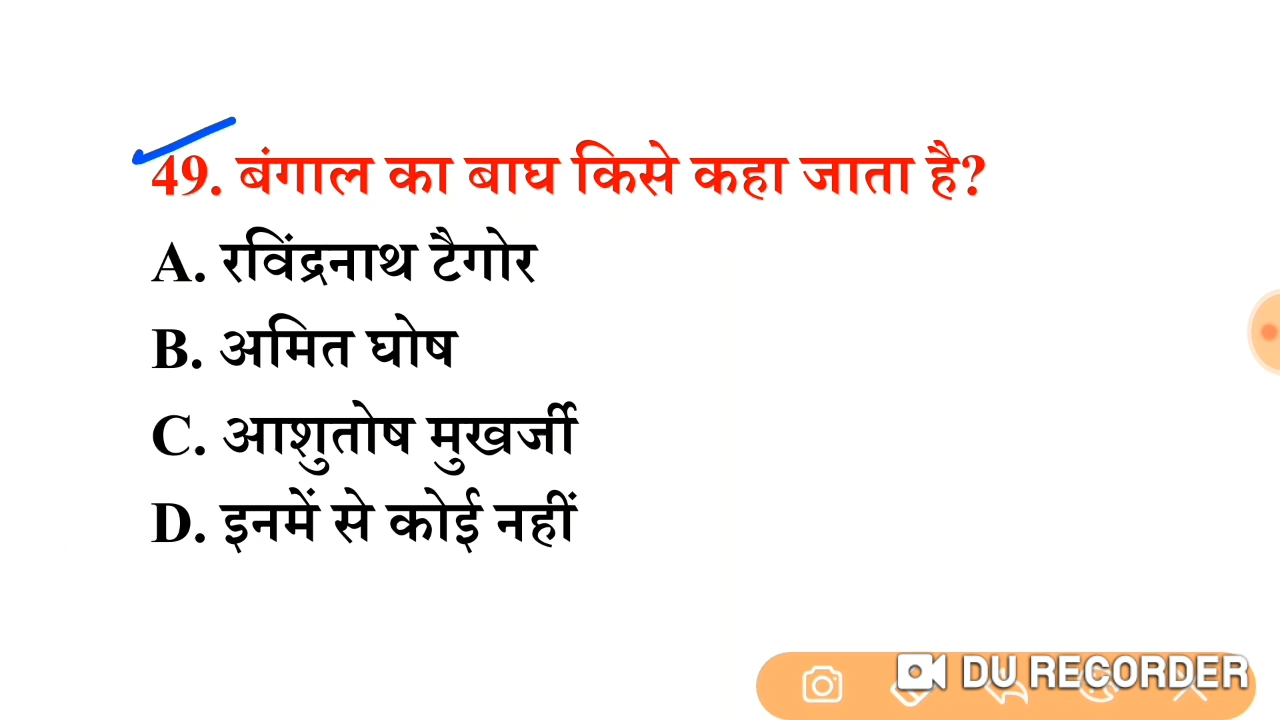 49. बंगाल का बाघ किसे कहा जाता है?
A. रविंद्रनाथ टैगोर
B. अमित घोष
C. आशुतोष मुखर्जी
D. इनमें से कोई नहीं
DU RECORDER